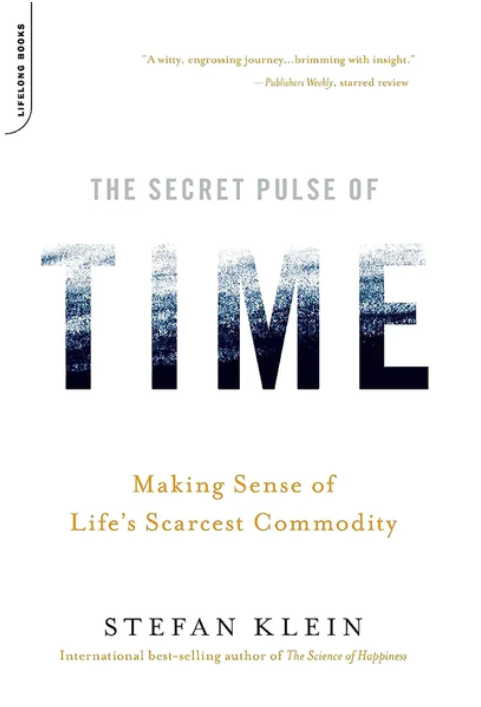 LIFELONG BOOKS
"A witty, engrossing journey...brimming with insight."
—Publishers Weekly, starred review
THE SECRET PULSE OF
TIME
Making Sense of
Life's Scarcest Commodity
STEFAN KLEIN
International best-selling author of The Science of Happiness